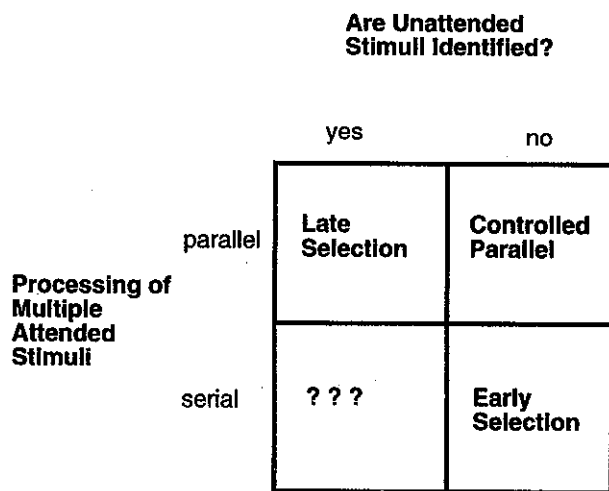 Are Unattended
Stimuli Identified?
yes
no
parallel
Late
Selection
Controlled
Parallel
Processing of
Multiple
Attended
Stimuli
serial
? ? ?
Early
Selection